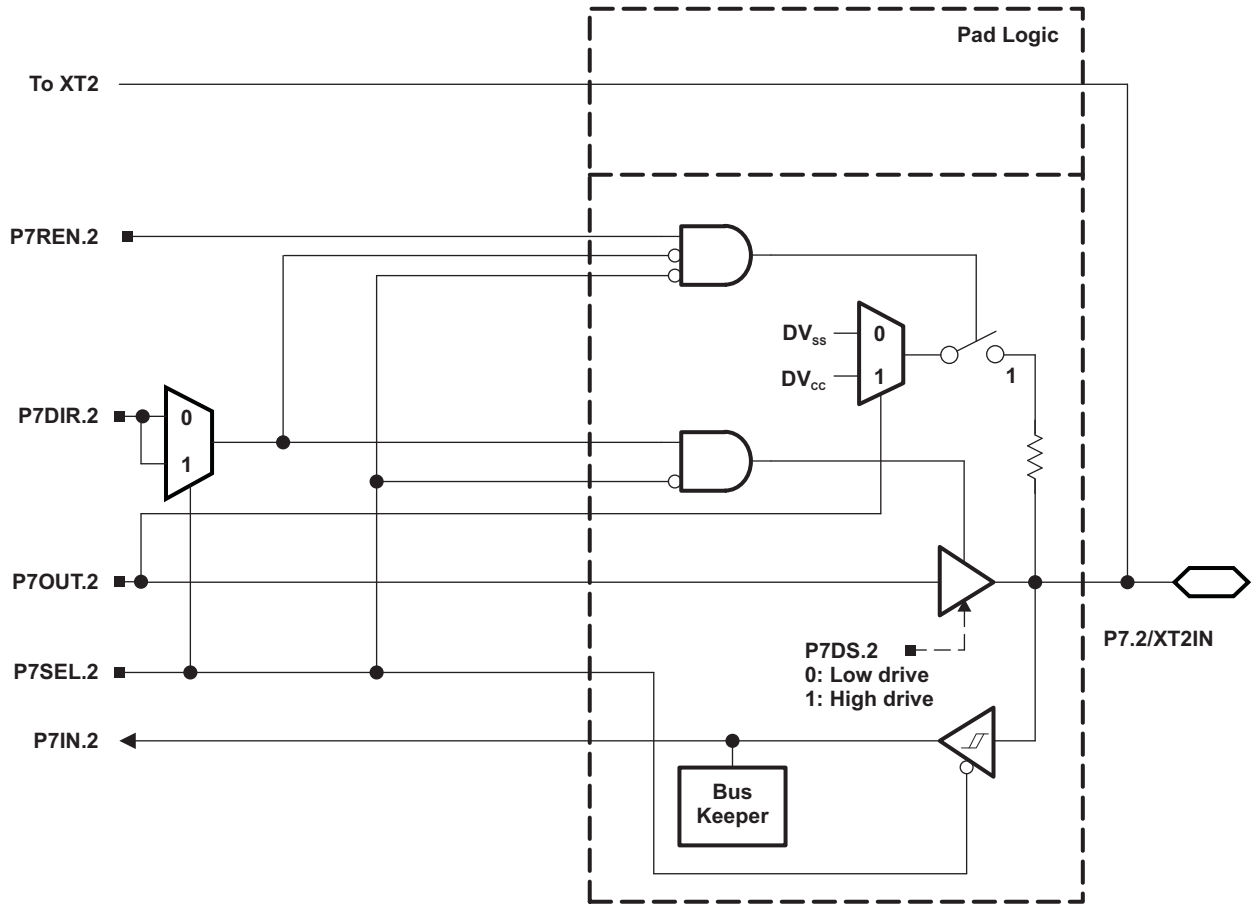 Pad Logic
To XT2
P7REN.2
DVSS
0
DVCC
1
1
P7DIR.2
0
1
P7OUT.2
P7DS.2
0: Low drive
1: High drive
P7.2/XT2IN
P7SEL.2
P7IN.2
Bus
Keeper